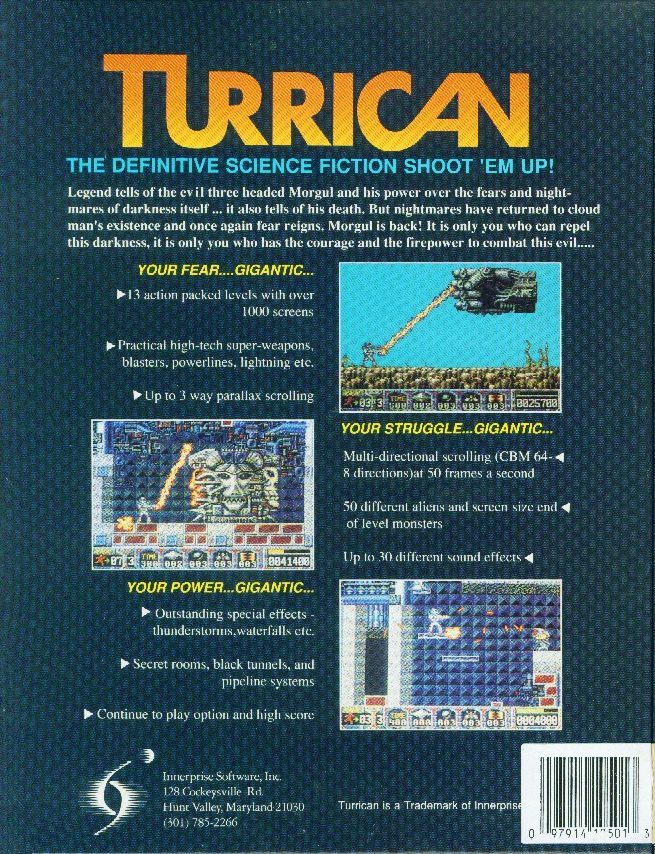 TURRICAN
THE DEFINITIVE SCIENCE FICTION SHOOT 'EM UP!
Legend tells of the evil three headed Morgul and his power over the fears and night-
mares of darkness itself ... it also tells of his death. But nightmares have returned to cloud
man's existence and once again fear reigns. Morgul is back! It is only you who can repel
this darkness, it is only you who has the courage and the firepower to combat this evil.....
YOUR FEAR....GIGANTIC...
▶13 action packed levels with over
1000 screens
▶Practical high-tech super-weapons,
blasters, powerlines, lightning etc.
▶Up to 3 way parallax scrolling
TIME
0025700
YOUR STRUGGLE...GIGANTIC...
Multi-directional scrolling (CBM 64-◀
8 directions)at 50 frames a second
50 different aliens and screen size end ◀
of level monsters
Up to 30 different sound effects ◀
TIME
0041400
YOUR POWER...GIGANTIC...
▶ Outstanding special effects -
thunderstorms,waterfalls etc.
▶ Secret rooms, black tunnels, and
pipeline systems
▶ Continue to play option and high score
TIME
0004000
Innerprise Software, Inc.
128 Cockeysville Rd.
Hunt Valley, Maryland 21030
(301) 785-2266
Turrican is a Trademark of Innerprise